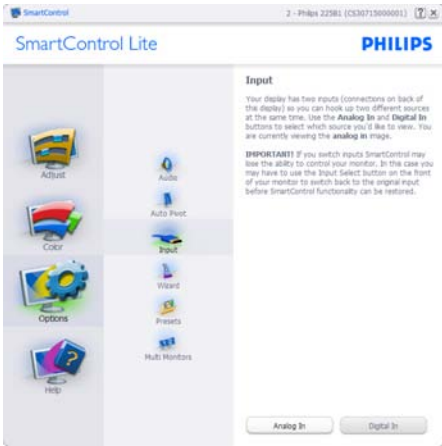 SmartControl
2 - Philips 225B1 (CS30715000001)
SmartControl Lite
PHILIPS
Adjust
Color
Options
Help
Audio
Auto Pivot
Input
Wizard
Presets
Multi Monitors
Input
Your display has two inputs (connections on back of
this display) so you can hook up two different sources
at the same time. Use the Analog In and Digital In
buttons to select which source you'd like to view. You
are currently viewing the analog in image.
IMPORTANT! If you switch inputs SmartControl may
lose the ability to control your monitor. In this case you
may have to use the Input Select button on the front
of your monitor to switch back to the original input
before SmartControl functionality can be restored.
Analog In
Digital In